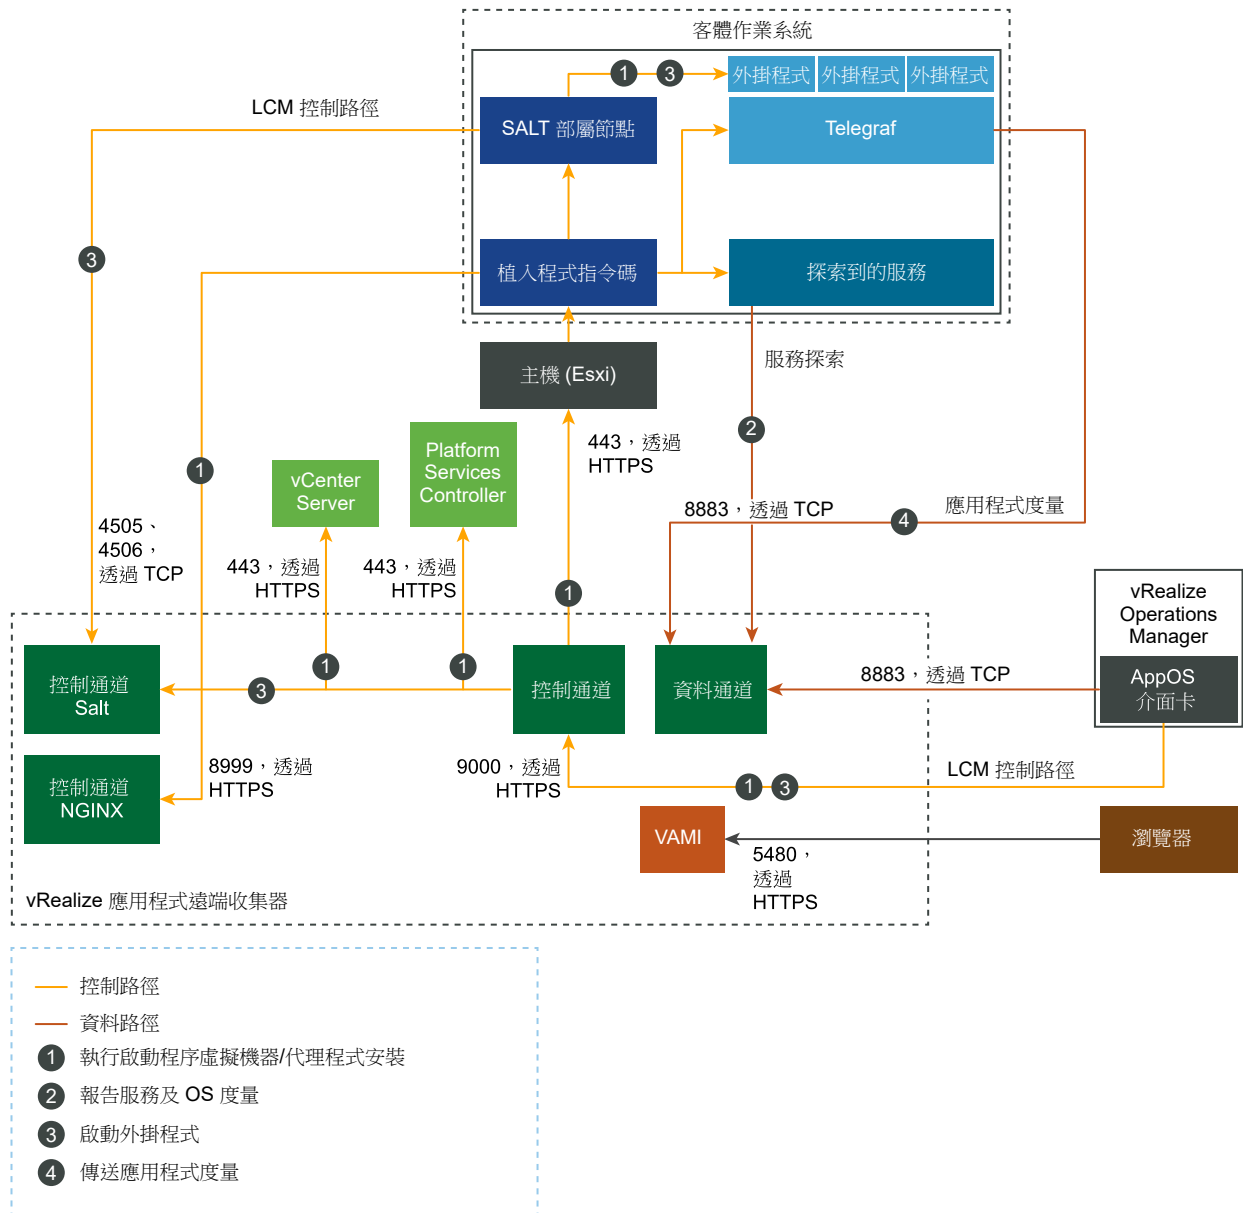 客體作業系統
外掛程式
外掛程式
外掛程式
1
3
LCM 控制路徑
SALT 部屬節點
Telegraf
3
植入程式指令碼
探索到的服務
服務探索
主機 (Esxi)
2
443，透過
HTTPS
Platform
Services
Controller
vCenter
Server
1
8883，透過 TCP
4
應用程式度量
4505、
4506，
透過 TCP
443，透過
HTTPS
443，透過
HTTPS
1
vRealize
Operations
Manager
AppOS
介面卡
控制通道
Salt
3
1
1
控制通道
資料通道
8883，透過 TCP
控制通道
NGINX
8999，透過
HTTPS
9000，透過
HTTPS
1
3
LCM 控制路徑
VAMI
瀏覽器
5480，
透過
HTTPS
vRealize 應用程式遠端收集器
控制路徑
資料路徑
1 執行啟動程序虛擬機器/代理程式安裝
2 報告服務及 OS 度量
3 啟動外掛程式
4 傳送應用程式度量